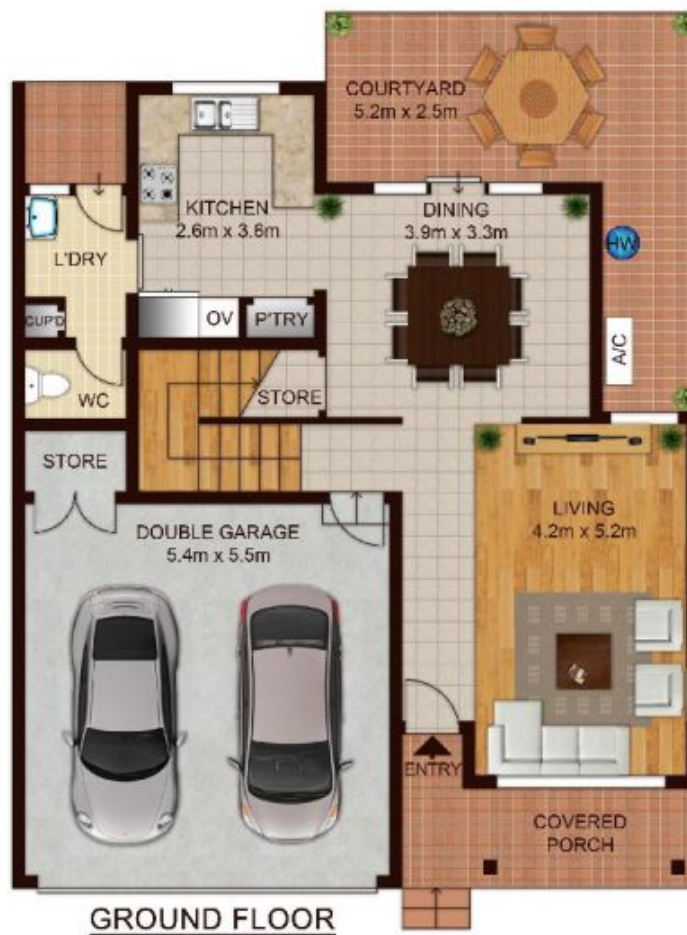 COURTYARD
5.2m x 2.5m
KITCHEN
2.6m x 3.6m
DINING
3.9m x 3.3m
HW
L'DRY
CUP'D
OV
P'TRY
A/C
WC
STORE
STORE
LIVING
4.2m x 5.2m
DOUBLE GARAGE
5.4m x 5.5m
ENTRY
COVERED
PORCH
GROUND FLOOR